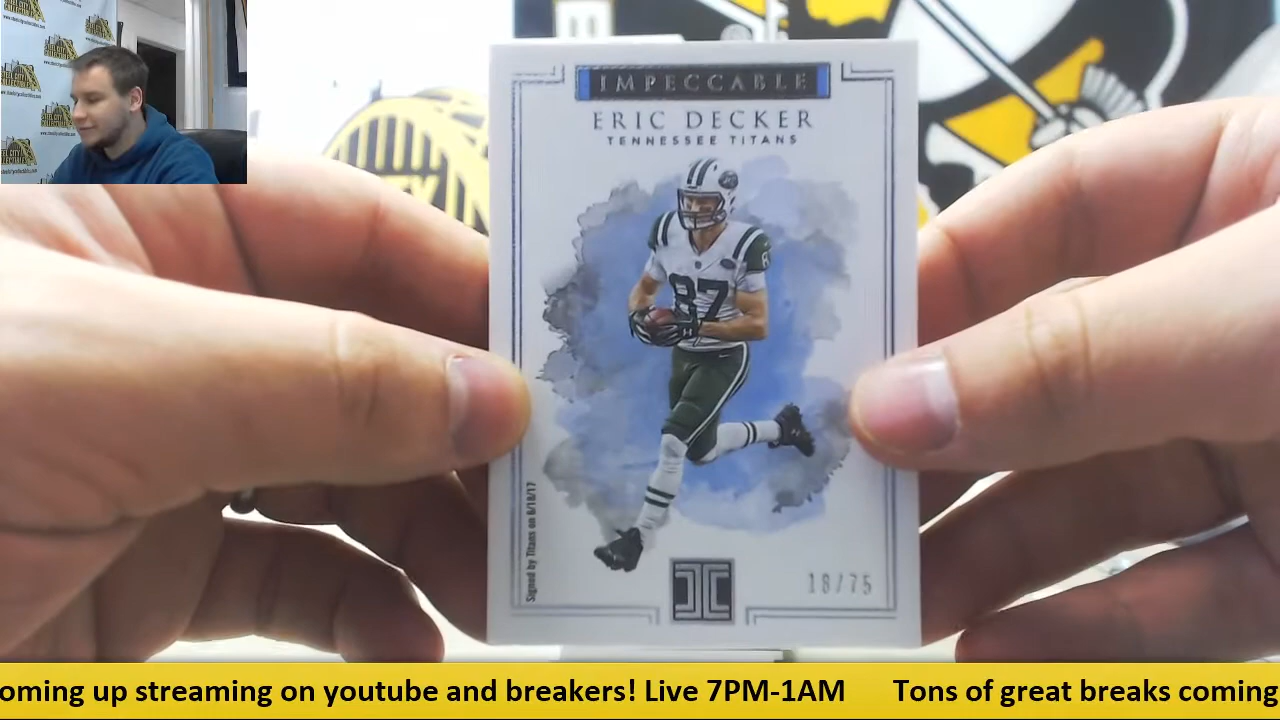 IMPECCABLE
ERIC DECKER
TENNESSEE TITANS
87
87
Signed by Titans on 6/18/17
18/75
oming up streaming on youtube and breakers! Live 7PM-1AM
Tons of great breaks coming